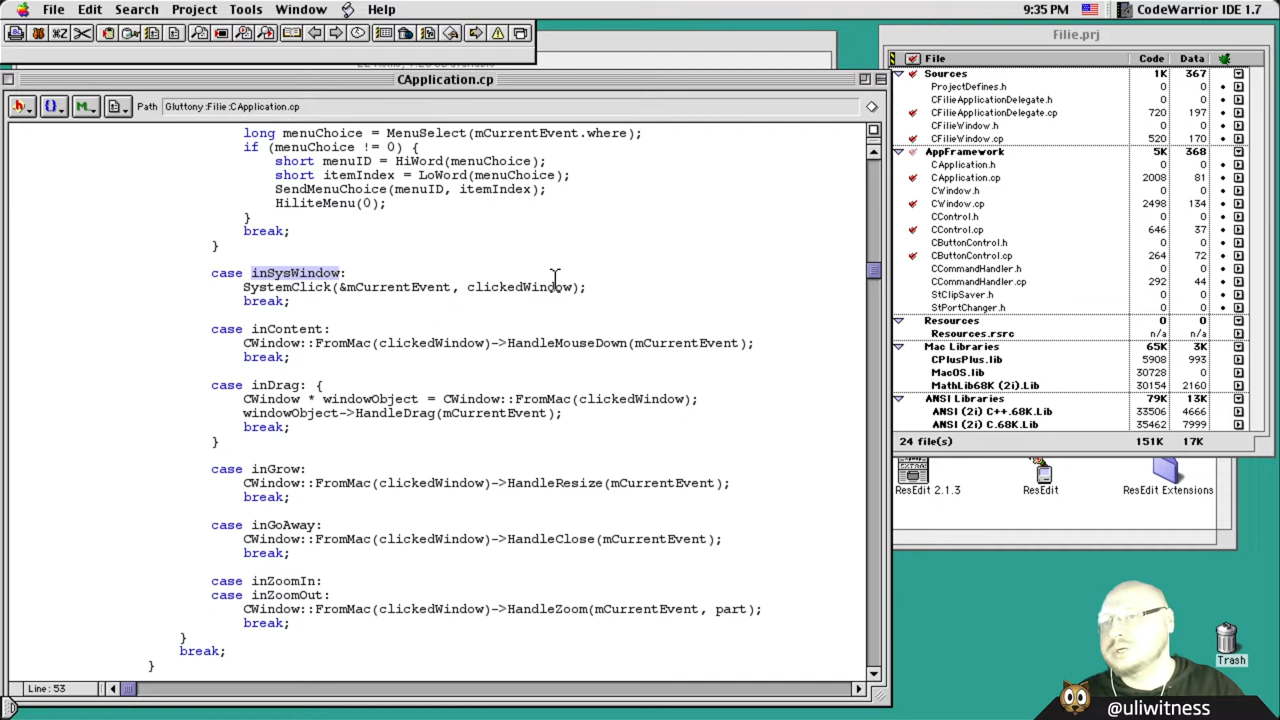 File Edit Search Project Tools Window Help
9:35 PM CodeWarrior IDE 1.7
CApplication.cp
Path Gluttony :Filie :CApplication.cp
long menuChoice = MenuSelect(mCurrentEvent.where);
if (menuChoice != 0) {
short menuID = HiWord(menuChoice);
short itemIndex = LoWord(menuChoice);
SendMenuChoice(menuID, itemIndex);
HiliteMenu(0);
}
break;
}
case inSysWindow:
SystemClick(&mCurrentEvent, clickedWindow);
break;
case inContent:
CWindow::FromMac(clickedWindow)->HandleMouseDown(mCurrentEvent);
break;
case inDrag: {
CWindow * windowObject = CWindow::FromMac(clickedWindow);
windowObject->HandleDrag(mCurrentEvent);
break;
}
case inGrow:
CWindow::FromMac(clickedWindow)->HandleResize(mCurrentEvent);
break;
case inGoAway:
CWindow::FromMac(clickedWindow)->HandleClose(mCurrentEvent);
break;
case inZoomIn:
case inZoomOut:
CWindow::FromMac(clickedWindow)->HandleZoom(mCurrentEvent, part);
break;
}
break;
}
Line: 53
Filie.prj
File Code Data
Sources 1K 367
ProjectDefines.h 0 0
CFilieApplicationDelegate.h 0 0
CFilieApplicationDelegate.cp 720 197
CFilieWindow.h 0 0
CFilieWindow.cp 520 170
AppFramework 5K 368
CApplication.h 0 0
CApplication.cp 2008 81
CWindow.h 0 0
CWindow.cp 2498 134
CControl.h 0 0
CControl.cp 646 37
CButtonControl.h 0 0
CButtonControl.cp 264 72
CCommandHandler.h 0 0
CCommandHandler.cp 292 44
StClipSaver.h 0 0
StPortChanger.h 0 0
Resources 0 0
Resources.rsrc n/a n/a
Mac Libraries 65K 3K
CPlusPlus.lib 5908 993
MacOS.lib 30728 0
MathLib68K (2i).Lib 30154 2160
ANSI Libraries 79K 13K
ANSI (2i) C++.68K.Lib 33506 4666
ANSI (2i) C.68K.Lib 35462 7999
24 file(s) 151K 17K
ResEdit 2.1.3 ResEdit ResEdit Extensions
Trash
@uliwitness